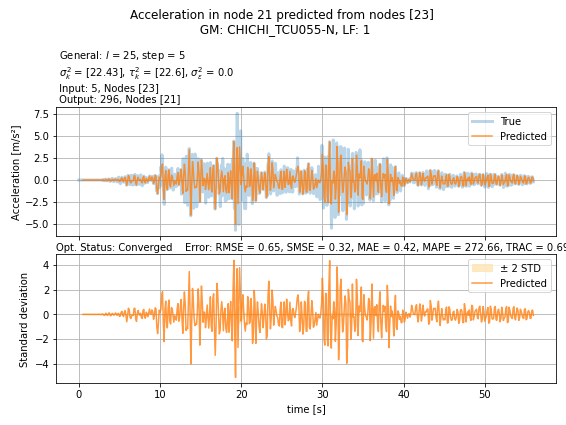 Acceleration in node 21 predicted from nodes [23]
GM: CHICHI_TCU055-N, LF: 1
General: l = 25, step = 5
σ²ₖ = [22.43], τ²ₖ = [22.6], σ²ε = 0.0
Input: 5, Nodes [23]
Output: 296, Nodes [21]
7.5
5.0
2.5
0.0
−2.5
−5.0
Acceleration [m/s²]
True
Predicted
Opt. Status: Converged Error: RMSE = 0.65, SMSE = 0.32, MAE = 0.42, MAPE = 272.66, TRAC = 0.69
4
2
0
−2
−4
Standard deviation
± 2 STD
Predicted
0 10 20 30 40 50
time [s]